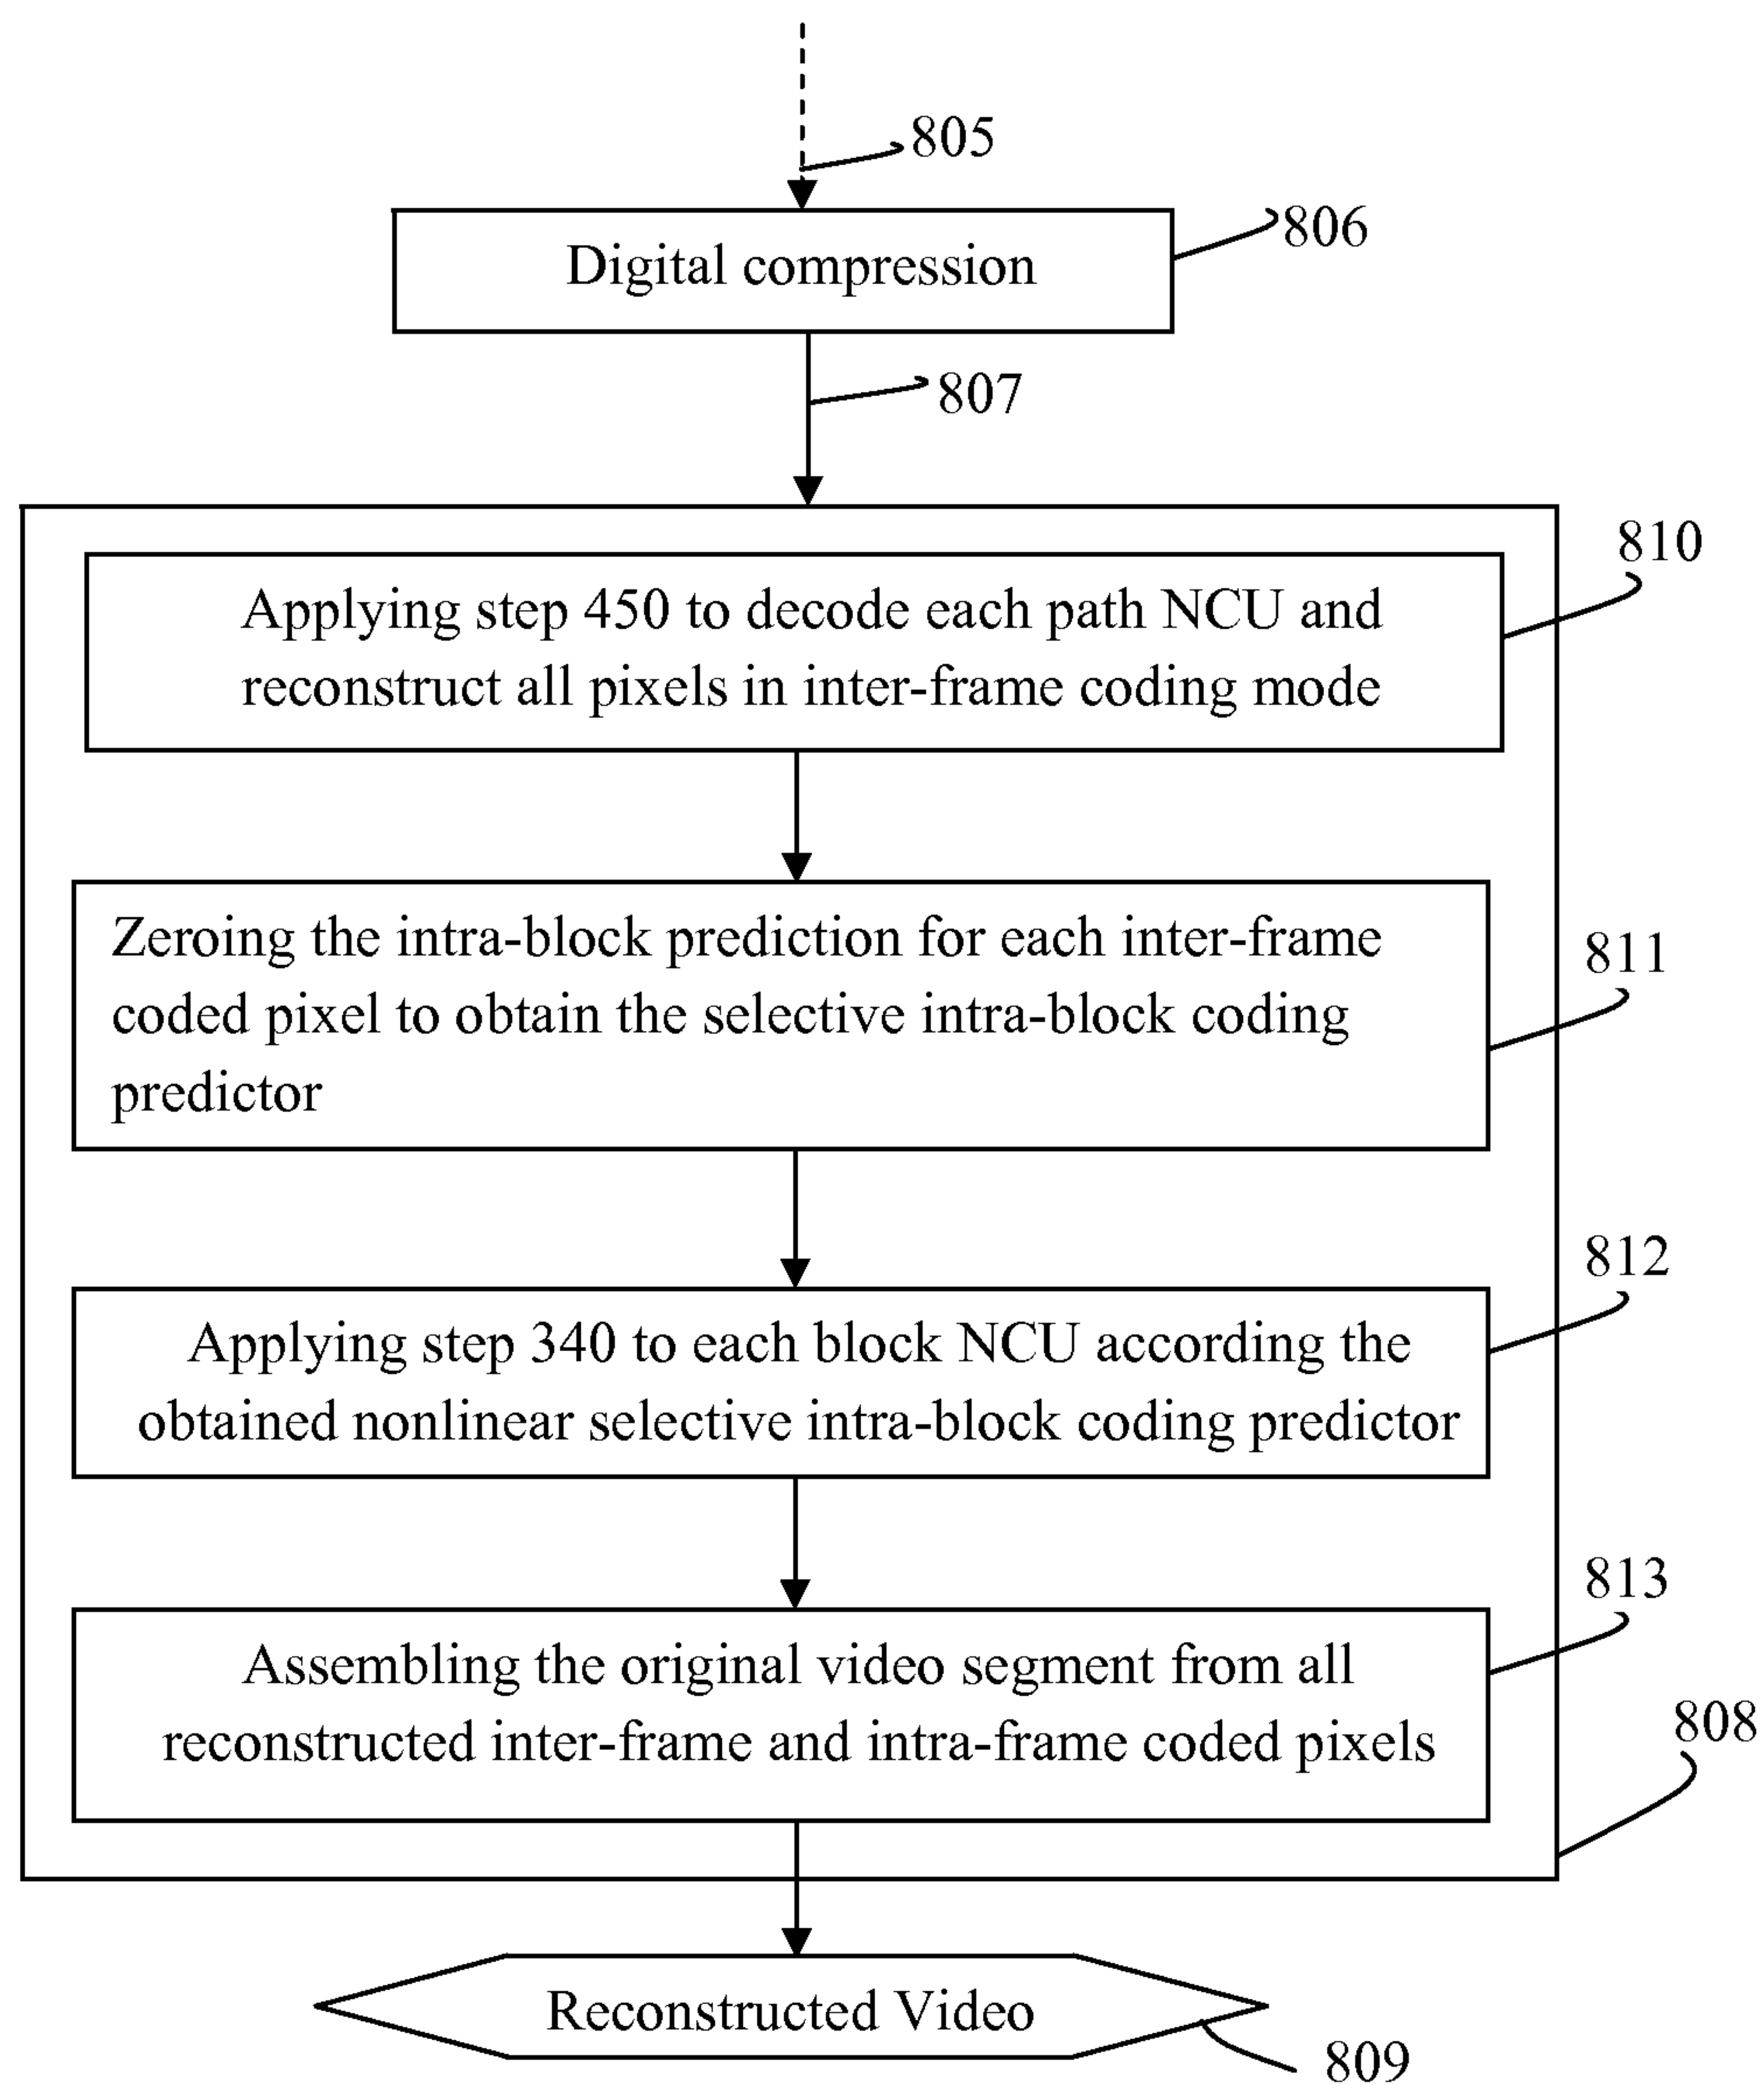 805
806
Digital compression
807
810
Applying step 450 to decode each path NCU and
reconstruct all pixels in inter-frame coding mode
811
Zeroing the intra-block prediction for each inter-frame
coded pixel to obtain the selective intra-block coding
predictor
812
Applying step 340 to each block NCU according the
obtained nonlinear selective intra-block coding predictor
813
Assembling the original video segment from all
reconstructed inter-frame and intra-frame coded pixels
808
Reconstructed Video
809